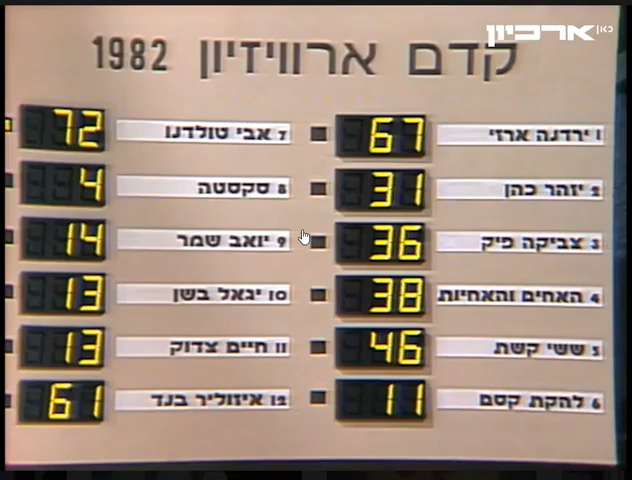 כאן ארכיון
קדם ארוויזיון 1982
1 ירדנה ארזי 67
2 יזהר כהן 31
3 צביקה פיק 36
4 האחים והאחיות 38
5 ששי קשת 46
6 להקת קסם 11
7 אבי טולדנו 72
8 סקסטה 4
9 יואב שמר 14
10 יגאל בשן 13
11 חיים צדוק 13
12 איזוליר בנד 61